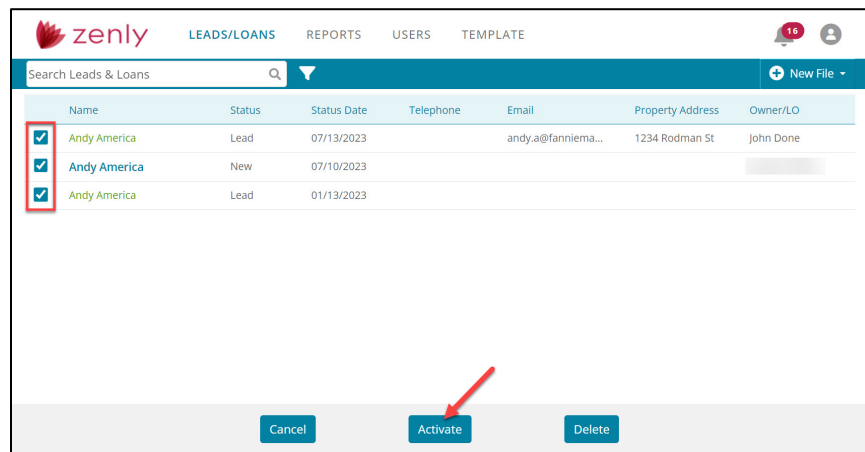 zenly LEADS/LOANS REPORTS USERS TEMPLATE 16
Search Leads & Loans New File
Name Status Status Date Telephone Email Property Address Owner/LO
Andy America Lead 07/13/2023 andy.a@fanniema... 1234 Rodman St John Done
Andy America New 07/10/2023
Andy America Lead 01/13/2023
Cancel Activate Delete